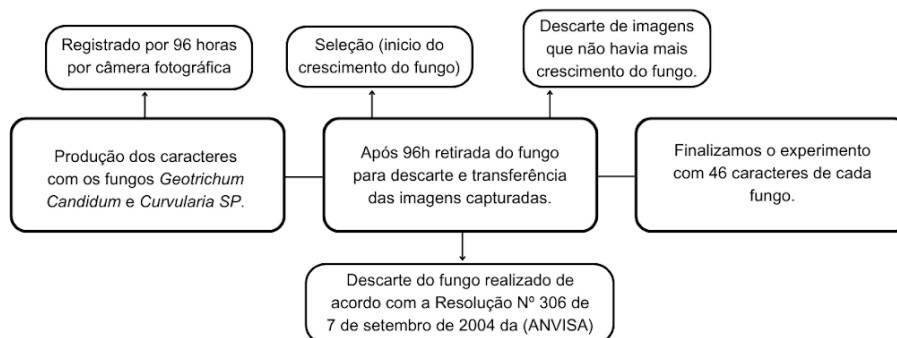 Registrado por 96 horas
por câmera fotográfica
Seleção (inicio do
crescimento do fungo)
Descarte de imagens
que não havia mais
crescimento do fungo.
Produção dos caracteres
com os fungos Geotrichum
Candidum e Curvularia SP.
Após 96h retirada do fungo
para descarte e transferência
das imagens capturadas.
Finalizamos o experimento
com 46 caracteres de cada
fungo.
Descarte do fungo realizado de
acordo com a Resolução Nº 306 de
7 de setembro de 2004 da (ANVISA)